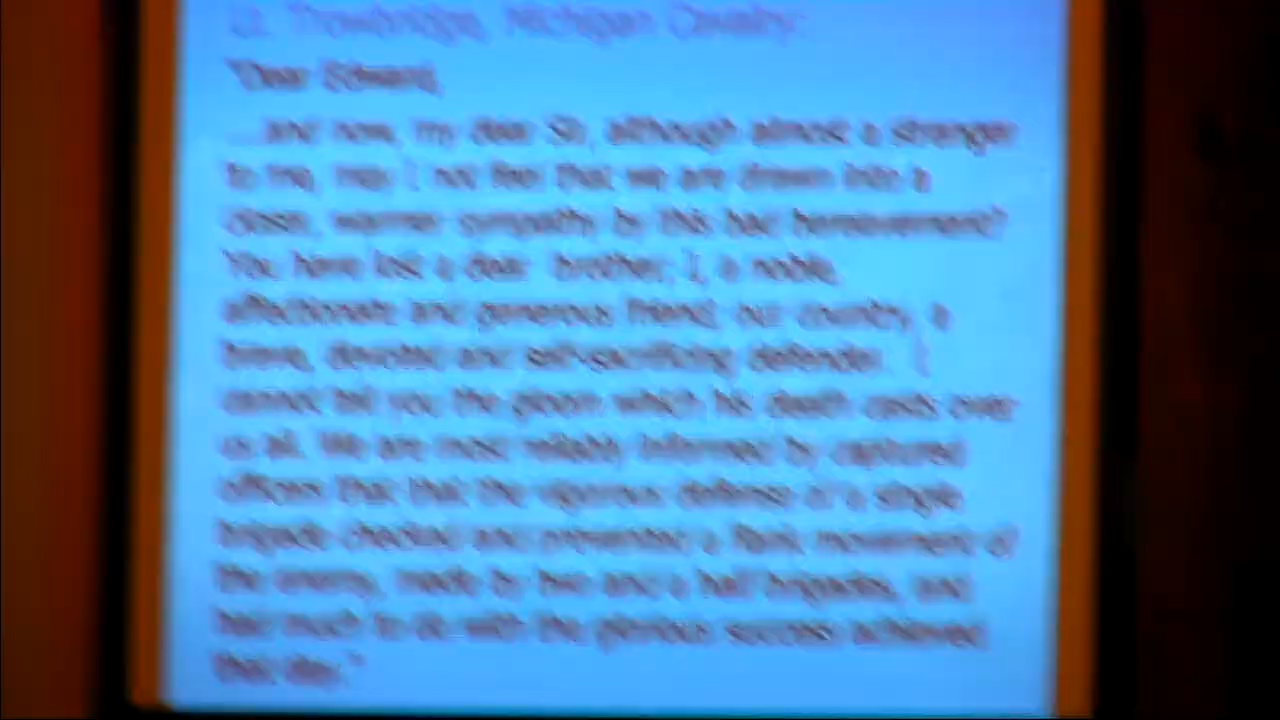 Lt. Trowbridge, Michigan Cavalry:
"Dear Edward,
...and now, my dear Sir, although almost a stranger
to me, may I not feel that we are drawn into a
closer, warmer sympathy by this sad bereavement?
You have lost a dear brother; I, a noble,
affectionate and generous friend; our country, a
brave, devoted and self-sacrificing defender. I
cannot tell you the gloom which his death casts over
us all. We are most reliably informed by captured
officers that that the vigorous defense of a single
brigade checked and prevented a flank movement of
the enemy, made by two and a half brigades, and
had much to do with the glorious success achieved
this day."